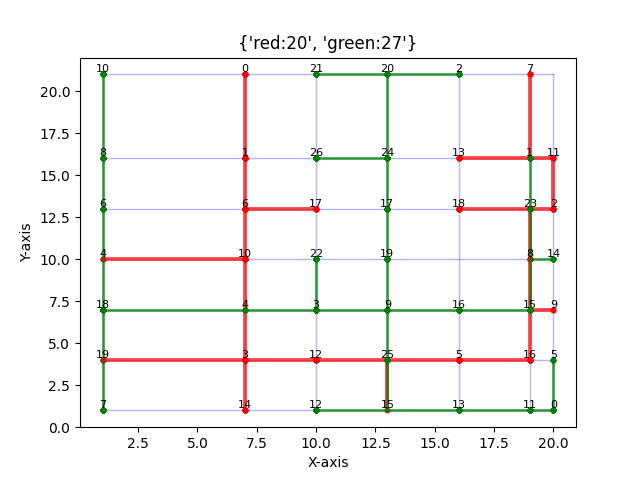 {'red:20', 'green:27'}
20.0
17.5
15.0
12.5
10.0
7.5
5.0
2.5
0.0
Y-axis
10 0 21 20 2 7
8 1 26 24 13 1 11
6 6 17 17 18 23 2
4 10 22 19 8 14
18 4 3 9 16 15 9
19 3 12 25 5 16 5
7 14 12 15 13 11 0
2.5 5.0 7.5 10.0 12.5 15.0 17.5 20.0
X-axis